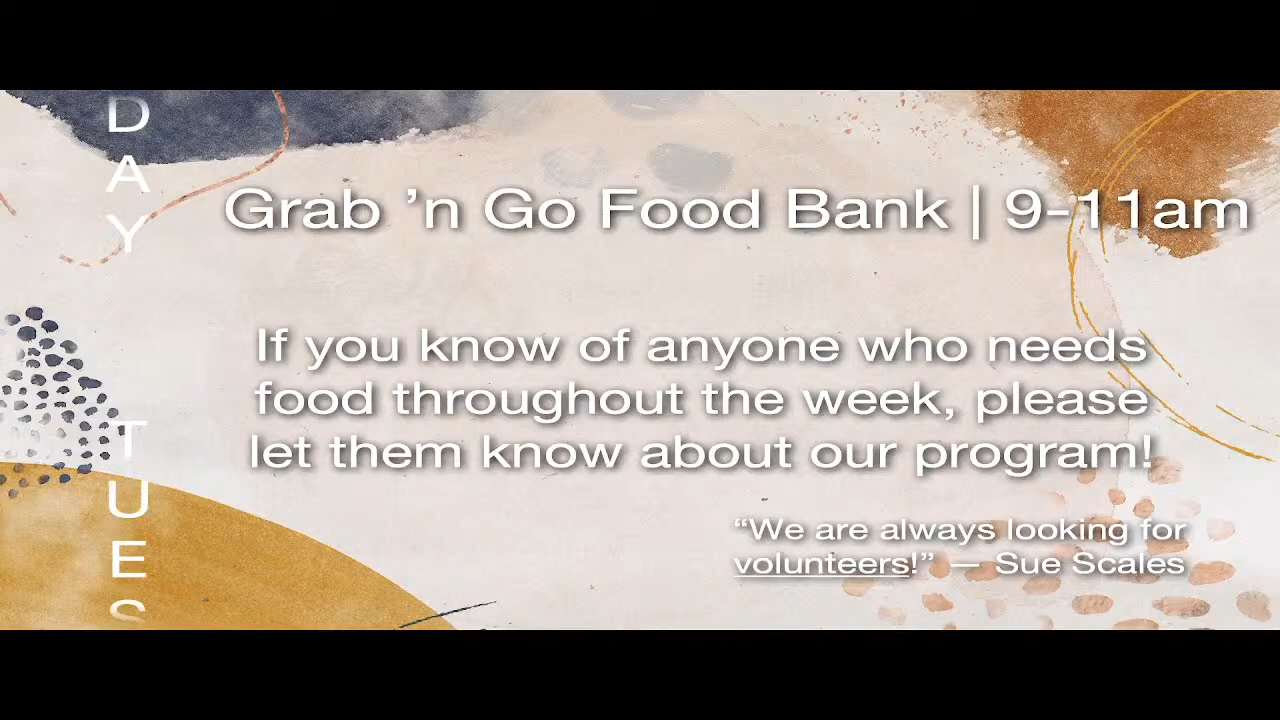 DAY
TUES
Grab ’n Go Food Bank | 9-11am
If you know of anyone who needs
food throughout the week, please
let them know about our program!
“We are always looking for
volunteers!” — Sue Scales